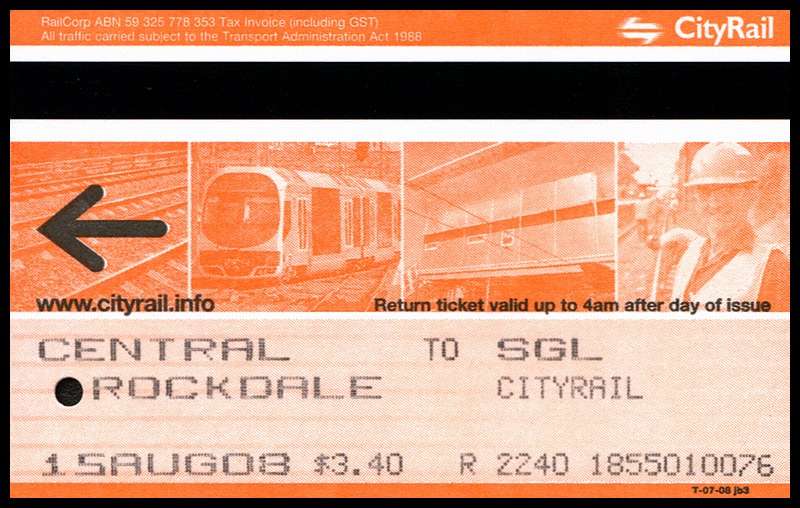 RailCorp ABN 59 325 778 353 Tax Invoice (including GST)
All traffic carried subject to the Transport Administration Act 1988
CityRail
www.cityrail.info
Return ticket valid up to 4am after day of issue
CENTRAL TO SGL
ROCKDALE CITYRAIL
15AUG08 $3.40 R 2240 1855010076
T-07-08 jb3